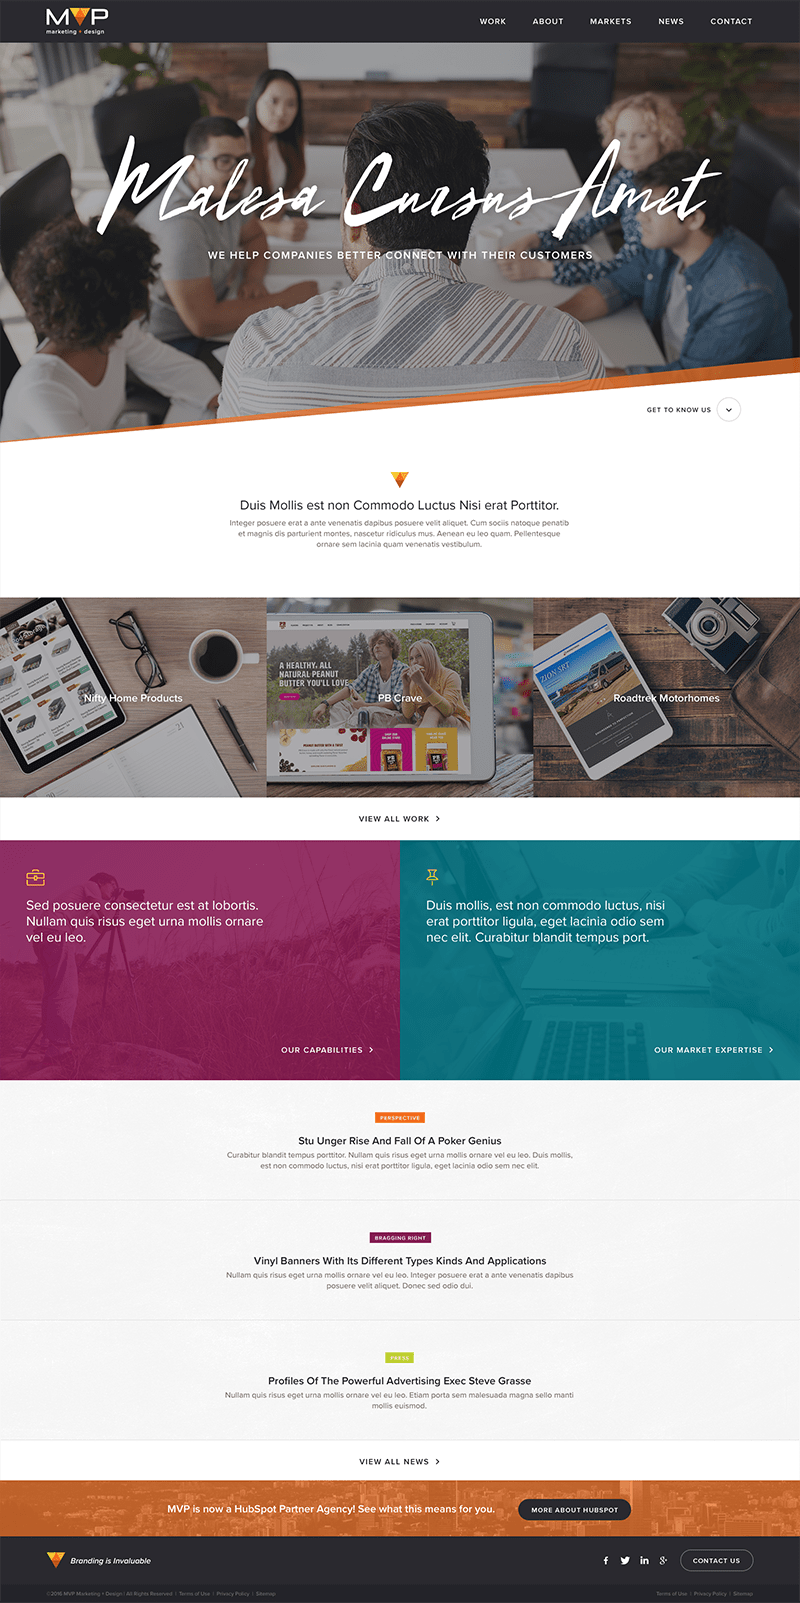 MVP
marketing + design
WORK ABOUT MARKETS NEWS CONTACT
Malesa Cursus Amet
WE HELP COMPANIES BETTER CONNECT WITH THEIR CUSTOMERS
GET TO KNOW US
Duis Mollis est non Commodo Luctus Nisi erat Porttitor.
Integer posuere erat a ante venenatis dapibus posuere velit aliquet. Cum sociis natoque penatib
et magnis dis parturient montes, nascetur ridiculus mus. Aenean eu leo quam. Pellentesque
ornare sem lacinia quam venenatis vestibulum.
A HEALTHY, ALL
NATURAL PEANUT
BUTTER YOU'LL LOVE
ZION SRT
Nifty Home Products
PB Crave
Roadtrek Motorhomes
VIEW ALL WORK >
Sed posuere consectetur est at lobortis.
Nullam quis risus eget urna mollis ornare
vel eu leo.
OUR CAPABILITIES >
Duis mollis, est non commodo luctus, nisi
erat porttitor ligula, eget lacinia odio sem
nec elit. Curabitur blandit tempus port.
OUR MARKET EXPERTISE >
PERSPECTIVE
Stu Unger Rise And Fall Of A Poker Genius
Curabitur blandit tempus porttitor. Nullam quis risus eget urna mollis ornare vel eu leo. Duis mollis,
est non commodo luctus, nisi erat porttitor ligula, eget lacinia odio sem nec elit.
BRAGGING RIGHT
Vinyl Banners With Its Different Types Kinds And Applications
Nullam quis risus eget urna mollis ornare vel eu leo. Integer posuere erat a ante venenatis dapibus
posuere velit aliquet. Donec sed odio dui.
PRESS
Profiles Of The Powerful Advertising Exec Steve Grasse
Nullam quis risus eget urna mollis ornare vel eu leo. Etiam porta sem malesuada magna sello manti
mollis euismod.
VIEW ALL NEWS >
MVP is now a HubSpot Partner Agency! See what this means for you.
MORE ABOUT HUBSPOT
Branding is Invaluable
CONTACT US
©2016 MVP Marketing + Design | All Rights Reserved | Terms of Use | Privacy Policy | Sitemap
Terms of Use | Privacy Policy | Sitemap